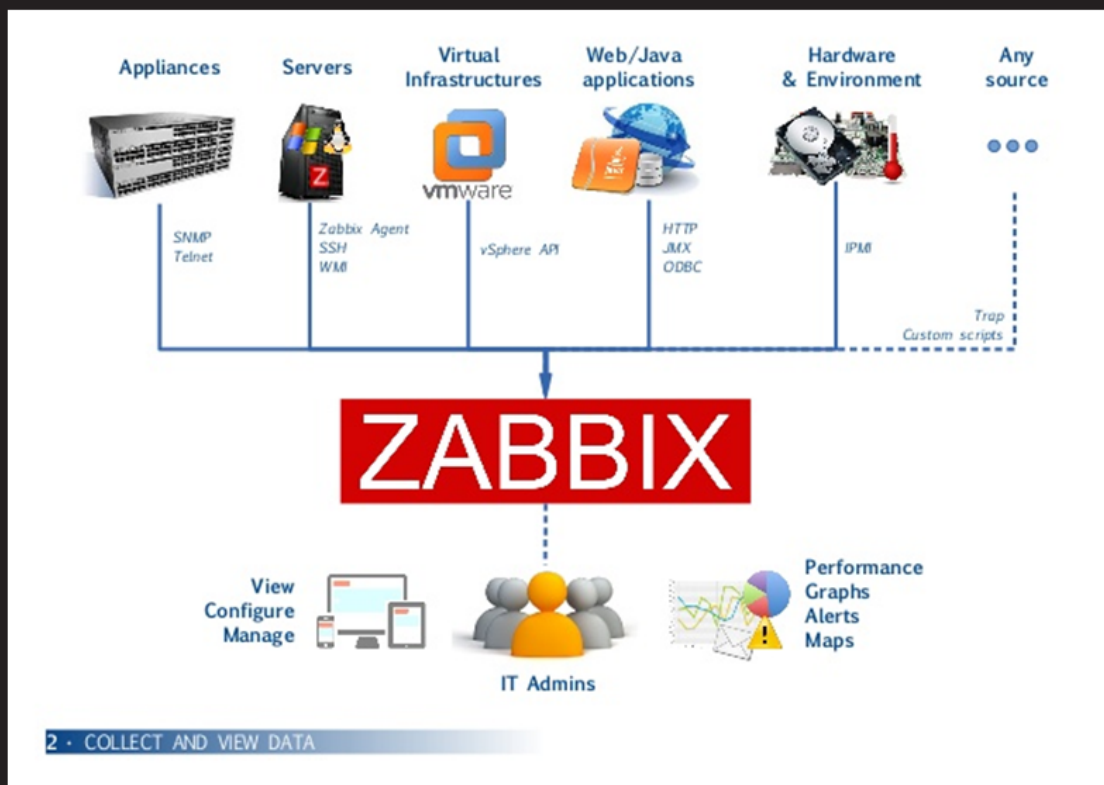 Appliances
Servers
Virtual
Infrastructures
Web/Java
applications
Hardware
& Environment
Any
source
Z
vmware
SNMP
Telnet
Zabbix Agent
SSH
WMI
vSphere API
HTTP
JMX
ODBC
IPMI
Trap
Custom scripts
ZABBIX
View
Configure
Manage
Performance
Graphs
Alerts
Maps
IT Admins
2 · COLLECT AND VIEW DATA